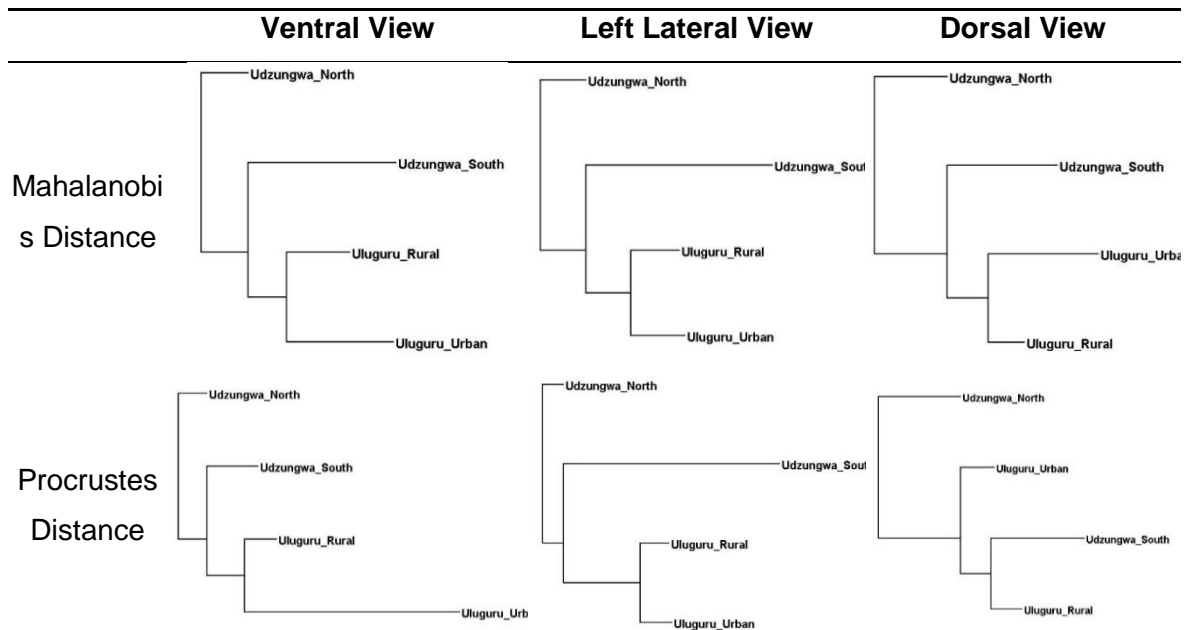 Ventral View Left Lateral View Dorsal View
Mahalanobi
s Distance
Udzungwa_North
Udzungwa_South
Uluguru_Rural
Uluguru_Urban
Udzungwa_North
Udzungwa_Sout
Uluguru_Rural
Uluguru_Urban
Udzungwa_North
Udzungwa_South
Uluguru_Urba
Uluguru_Rural
Procrustes
Distance
Udzungwa_North
Udzungwa_South
Uluguru_Rural
Uluguru_Urb
Udzungwa_North
Udzungwa_Sout
Uluguru_Rural
Uluguru_Urban
Udzungwa_North
Uluguru_Urban
Udzungwa_South
Uluguru_Rural